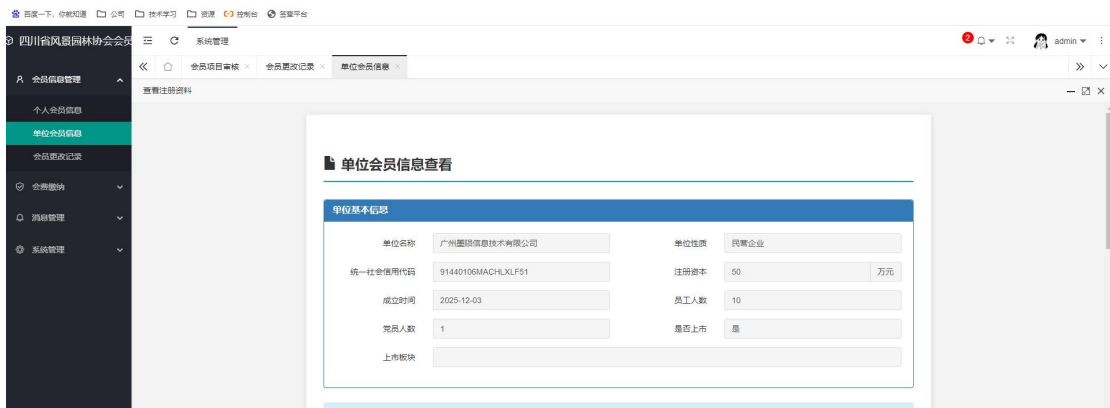 百度一下，你就知道 公司 技术学习 资源 控制台 签章平台
四川省风景园林协会会员 系统管理 2 admin
会员项目审核 会员更改记录 单位会员信息
会员信息管理
查看注册资料
个人会员信息
单位会员信息
会员更改记录
会费缴纳
消息管理
系统管理
单位会员信息查看
单位基本信息
单位名称 广州墨硕信息技术有限公司 单位性质 民营企业
统一社会信用代码 91440106MACHLXLF51 注册资本 50 万元
成立时间 2025-12-03 员工人数 10
党员人数 1 是否上市 是
上市板块